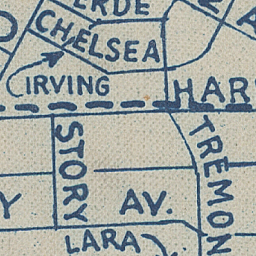 ERDE
CHELSEA
IRVING
HAR
STORY
TREMON
Y
AV.
LARA